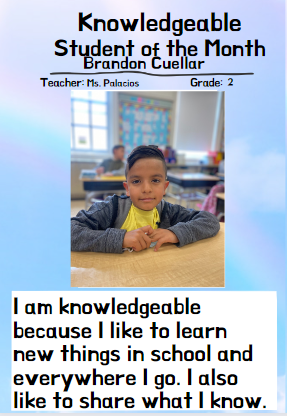 Knowledgeable
Student of the Month
Brandon Cuellar
Teacher: Ms. Palacios Grade: 2
I am knowledgeable
because I like to learn
new things in school and
everywhere I go. I also
like to share what I know.